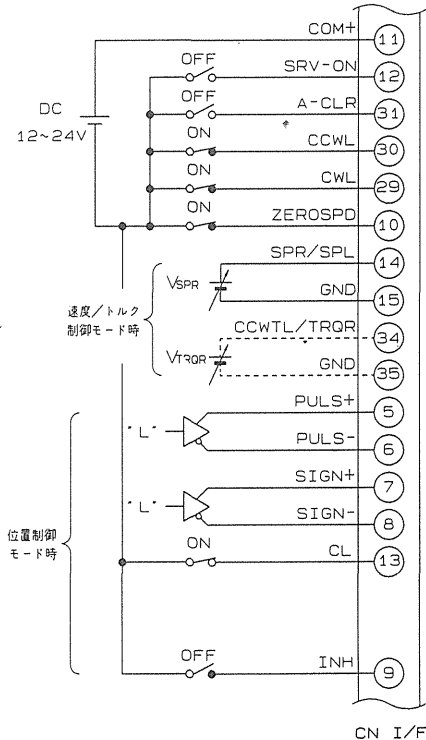 COM+ 11
OFF SRV-ON 12
OFF A-CLR 31
DC
12~24V
ON CCWL 30
ON CWL 29
ON ZEROSPD 10
SPR/SPL 14
VSPR
GND 15
速度/トルク
制御モード時
CCWTL/TRQR 34
VTRQR
GND 35
PULS+ 5
"L"
PULS- 6
SIGN+ 7
"L"
SIGN- 8
位置制御
モード時
ON CL 13
OFF INH 9
CN I/F